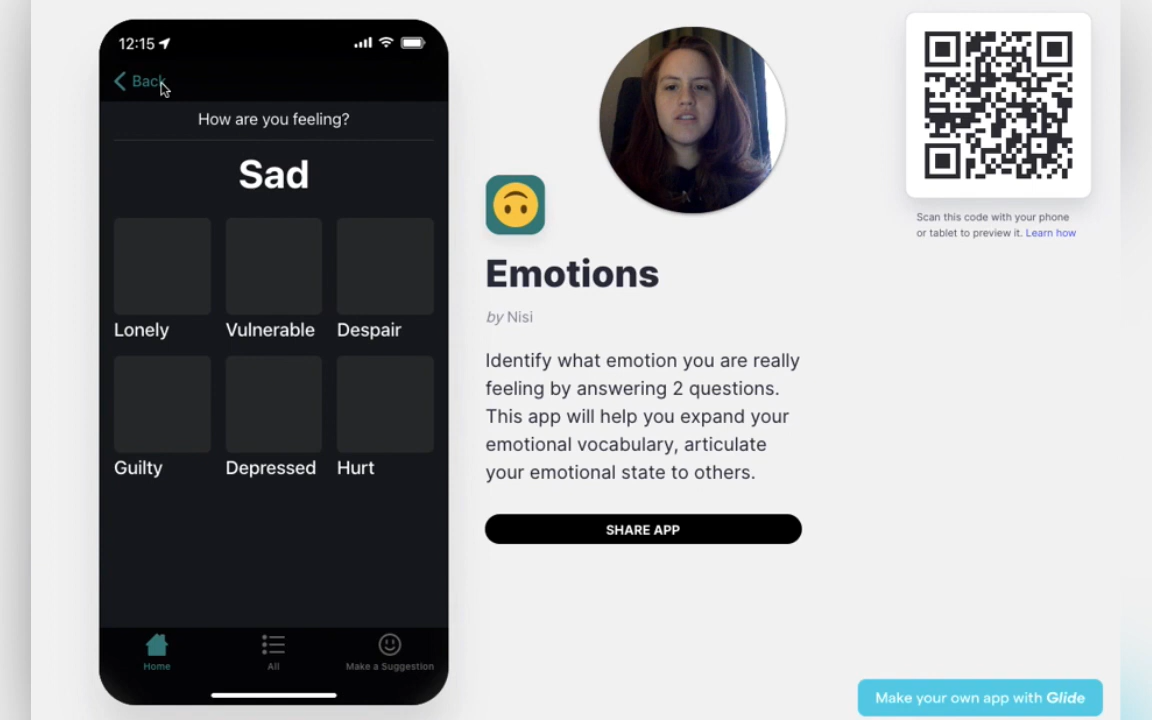 12:15
Back
How are you feeling?
Sad
Lonely
Vulnerable
Despair
Guilty
Depressed
Hurt
Home
All
Make a Suggestion
Emotions
by Nisi
Identify what emotion you are really
feeling by answering 2 questions.
This app will help you expand your
emotional vocabulary, articulate
your emotional state to others.
SHARE APP
Scan this code with your phone
or tablet to preview it. Learn how
Make your own app with Glide